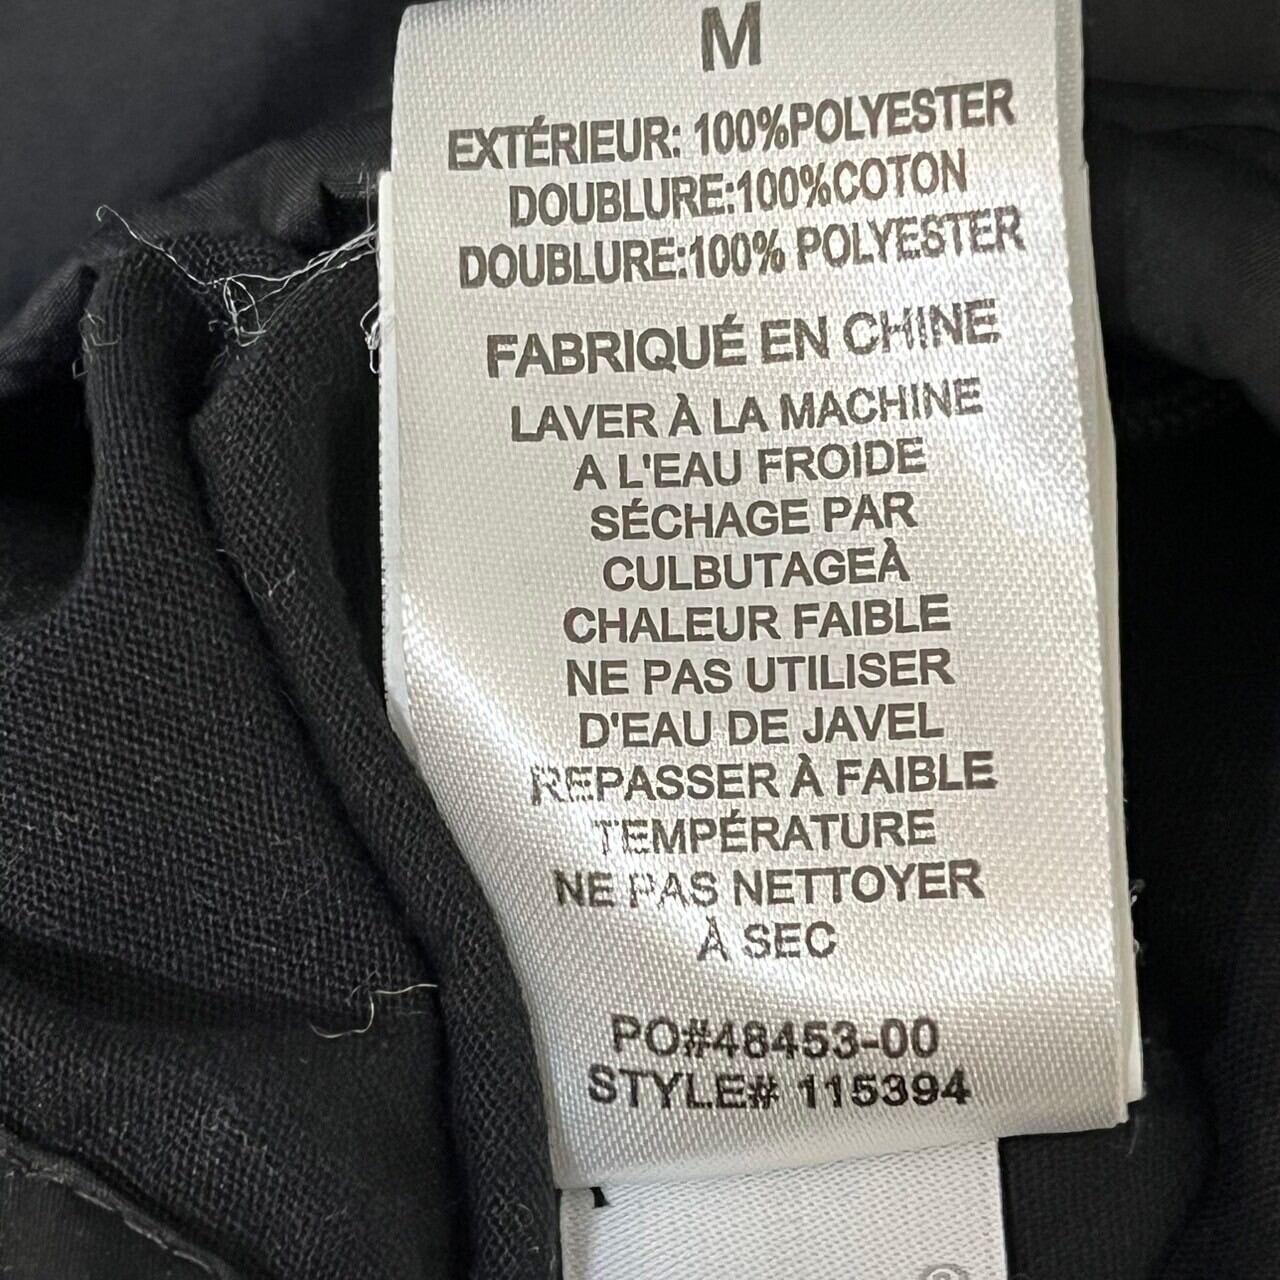 M
EXTÉRIEUR: 100%POLYESTER
DOUBLURE:100%COTON
DOUBLURE:100% POLYESTER
FABRIQUÉ EN CHINE
LAVER À LA MACHINE
A L'EAU FROIDE
SÉCHAGE PAR
CULBUTAGEÀ
CHALEUR FAIBLE
NE PAS UTILISER
D'EAU DE JAVEL
REPASSER À FAIBLE
TEMPÉRATURE
NE PAS NETTOYER
À SEC
PO#48453-00
STYLE# 115394